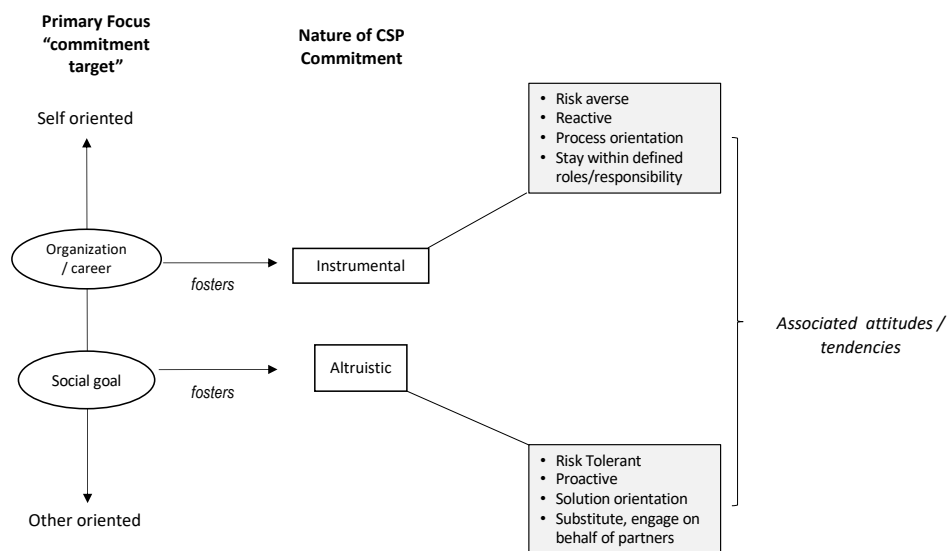 Primary Focus
“commitment
target”
Nature of CSP
Commitment
Self oriented
• Risk averse
• Reactive
• Process orientation
• Stay within defined
roles/responsibility
Organization
/ career
fosters
Instrumental
Associated attitudes /
tendencies
Social goal
fosters
Altruistic
• Risk Tolerant
• Proactive
• Solution orientation
• Substitute, engage on
behalf of partners
Other oriented